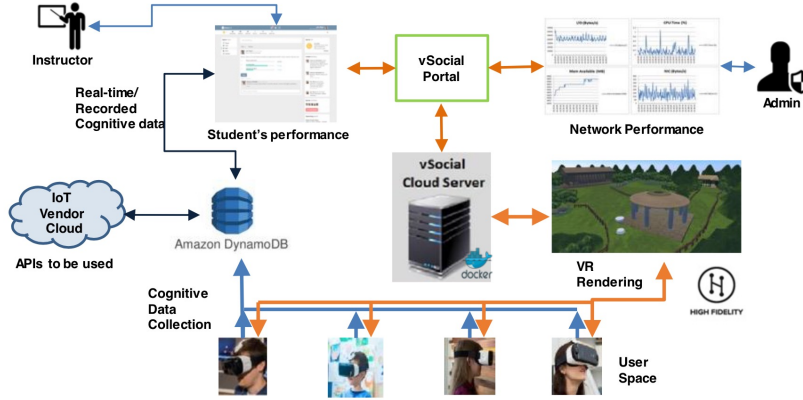 Instructor
Real-time/
Recorded
Cognitive data
Student's performance
vSocial
Portal
Network Performance
Admin
vSocial
Cloud Server
docker
IoT
Vendor
Cloud
APIs to be used
Amazon DynamoDB
VR
Rendering
HIGH FIDELITY
Cognitive
Data
Collection
User
Space